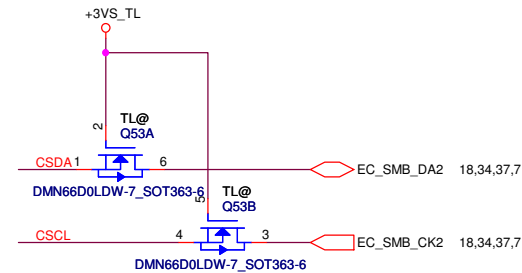 +3VS_TL
2
TL@
Q53A
CSDA 1 6 EC_SMB_DA2 18,34,37,7
DMN66D0LDW-7_SOT363-6
5
TL@
Q53B
CSCL 4 3 EC_SMB_CK2 18,34,37,7
DMN66D0LDW-7_SOT363-6